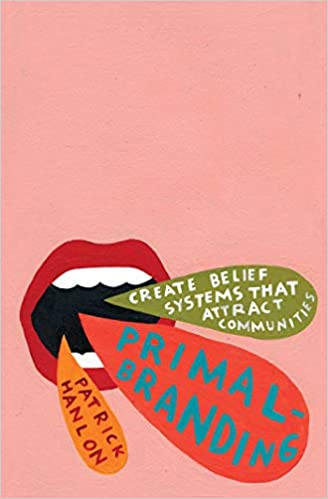 CREATE BELIEF
SYSTEMS THAT
ATTRACT
COMMUNITIES
PRIMAL-
BRANDING
PATRICK
HANLON